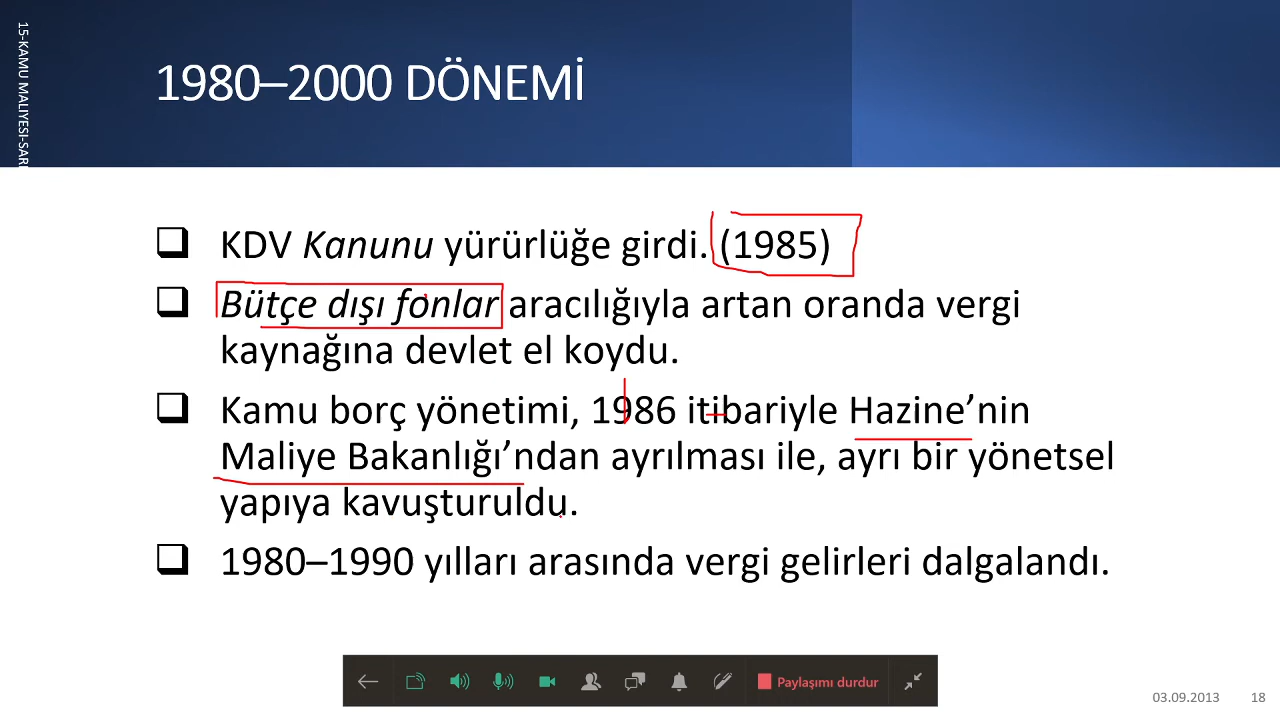 15-KAMU MALIYESI-SARI
1980–2000 DÖNEMİ
KDV Kanunu yürürlüğe girdi. (1985)
Bütçe dışı fonlar aracılığıyla artan oranda vergi
kaynağına devlet el koydu.
Kamu borç yönetimi, 1986 itibariyle Hazine’nin
Maliye Bakanlığı’ndan ayrılması ile, ayrı bir yönetsel
yapıya kavuşturuldu.
1980–1990 yılları arasında vergi gelirleri dalgalandı.
Paylaşımı durdur
03.09.2013
18